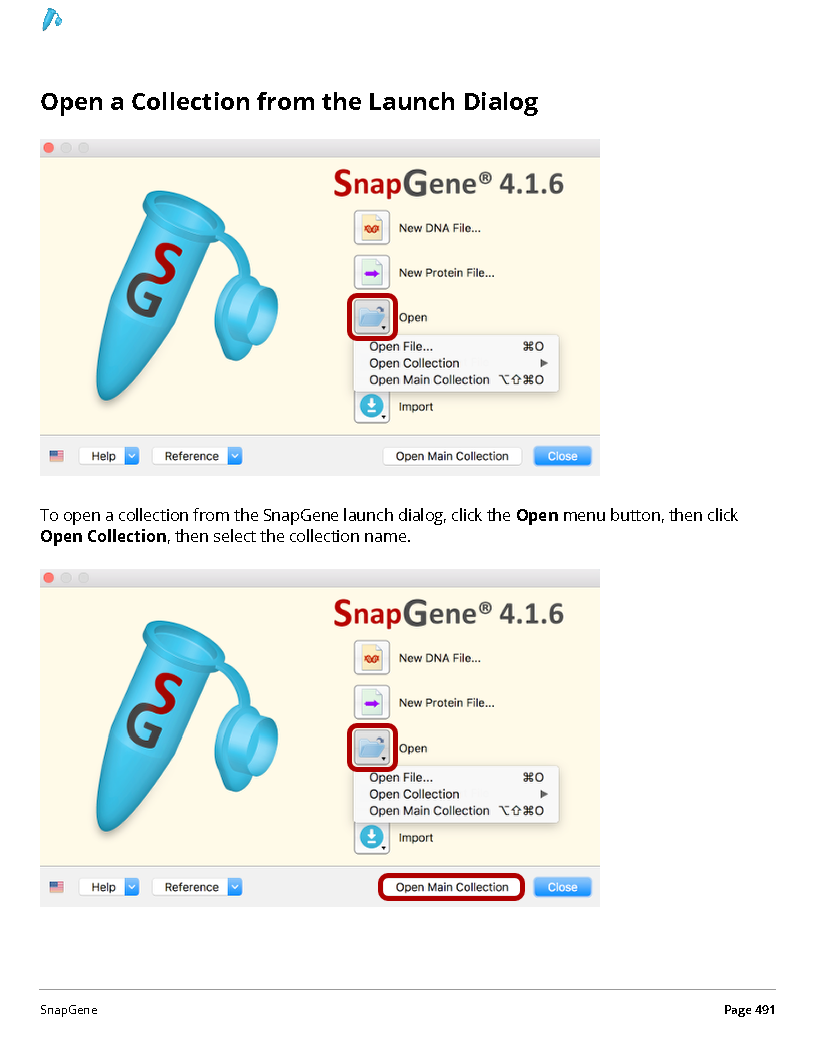 Open a Collection from the Launch Dialog
SnapGene® 4.1.6
SG
New DNA File...
New Protein File...
Open
Open File... ⌘O
Open Collection ▶
Open Main Collection ⌥⇧⌘O
Import
Help Reference Open Main Collection Close
To open a collection from the SnapGene launch dialog, click the Open menu button, then click
Open Collection, then select the collection name.
SnapGene® 4.1.6
SG
New DNA File...
New Protein File...
Open
Open File... ⌘O
Open Collection ▶
Open Main Collection ⌥⇧⌘O
Import
Help Reference Open Main Collection Close
SnapGene Page 491